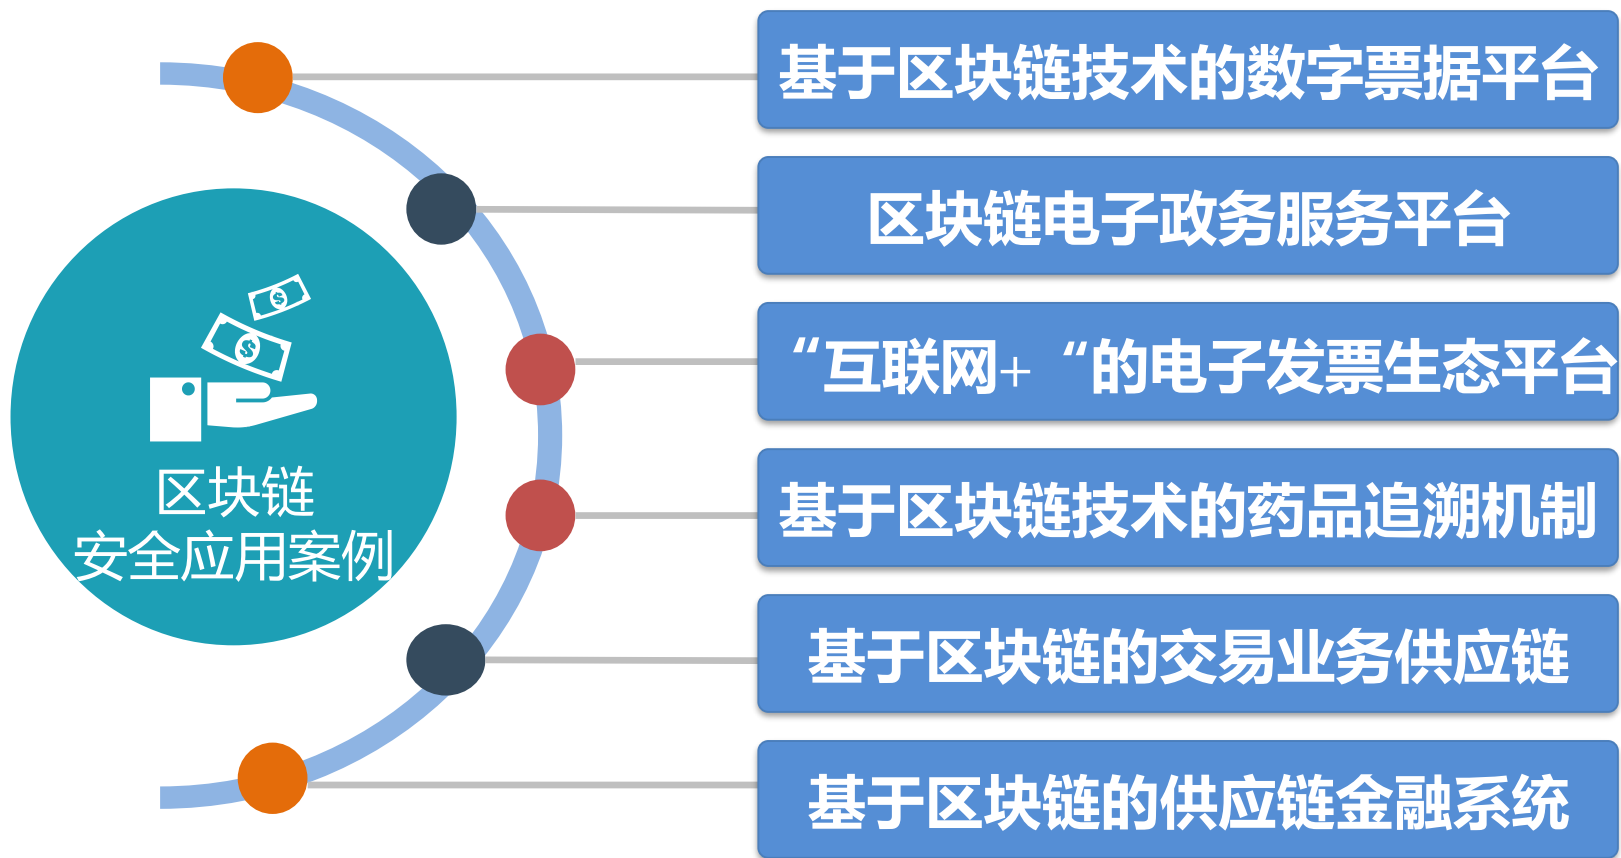 基于区块链技术的数字票据平台
区块链电子政务服务平台
“互联网+ “的电子发票生态平台
基于区块链技术的药品追溯机制
基于区块链的交易业务供应链
基于区块链的供应链金融系统
区块链
安全应用案例